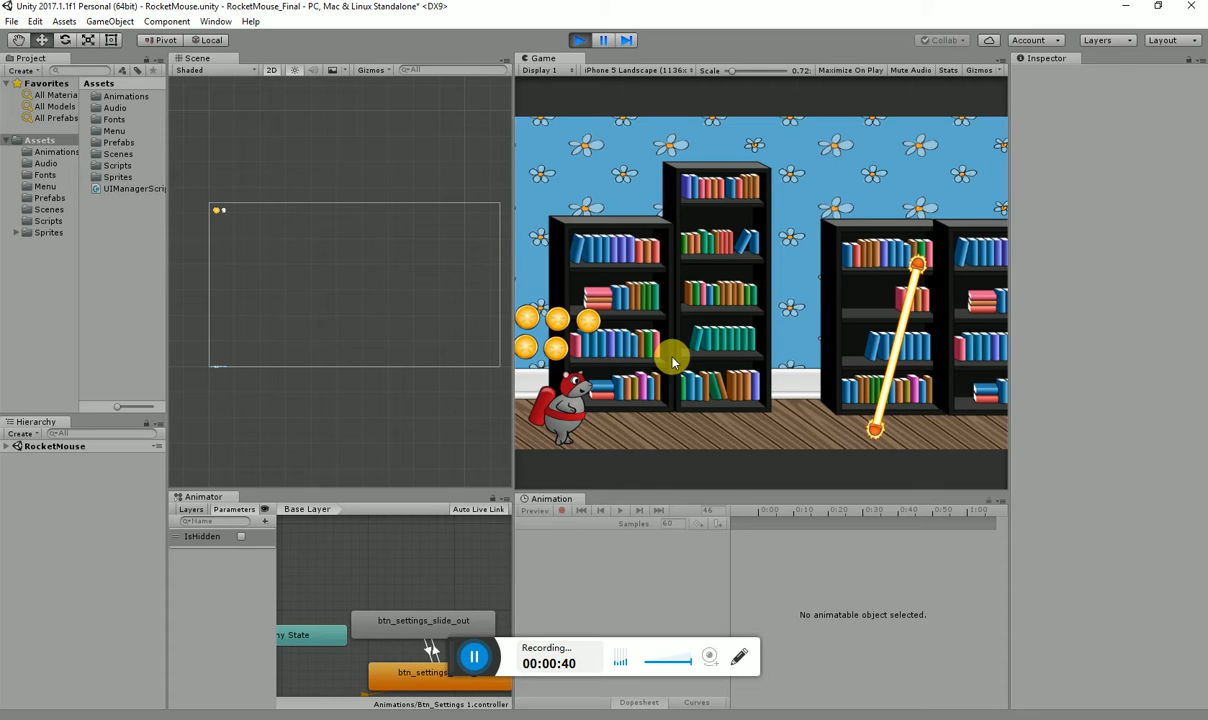 Unity 2017.1.1f1 Personal (64bit) - RocketMouse.unity - RocketMouse_Final - PC, Mac & Linux Standalone* <DX9>
File Edit Assets GameObject Component Window Help
Pivot Local Collab Account Layers Layout
Project
Create
Favorites
All Materia
All Models
All Prefabs
Assets
Animations
Audio
Fonts
Menu
Prefabs
Scenes
Scripts
Sprites
Assets
Animations
Audio
Fonts
Menu
Prefabs
Scenes
Scripts
Sprites
UIManagerScri
Scene
Shaded 2D Gizmos All
Game
Display 1 iPhone 5 Landscape (1136x Scale 0.72: Maximize On Play Mute Audio Stats Gizmos
Inspector
Hierarchy
Create All
RocketMouse
Animator
Layers Parameters Base Layer Auto Live Link
Name
IsHidden
ny State
btn_settings_slide_out
btn_settings_
Animations/Btn_Settings 1.controller
Animation
Preview 46 0:00 0:10 0:20 0:30 0:40 0:50 1:00
Samples 60
No animatable object selected.
Dopesheet Curves
Recording...
00:00:40